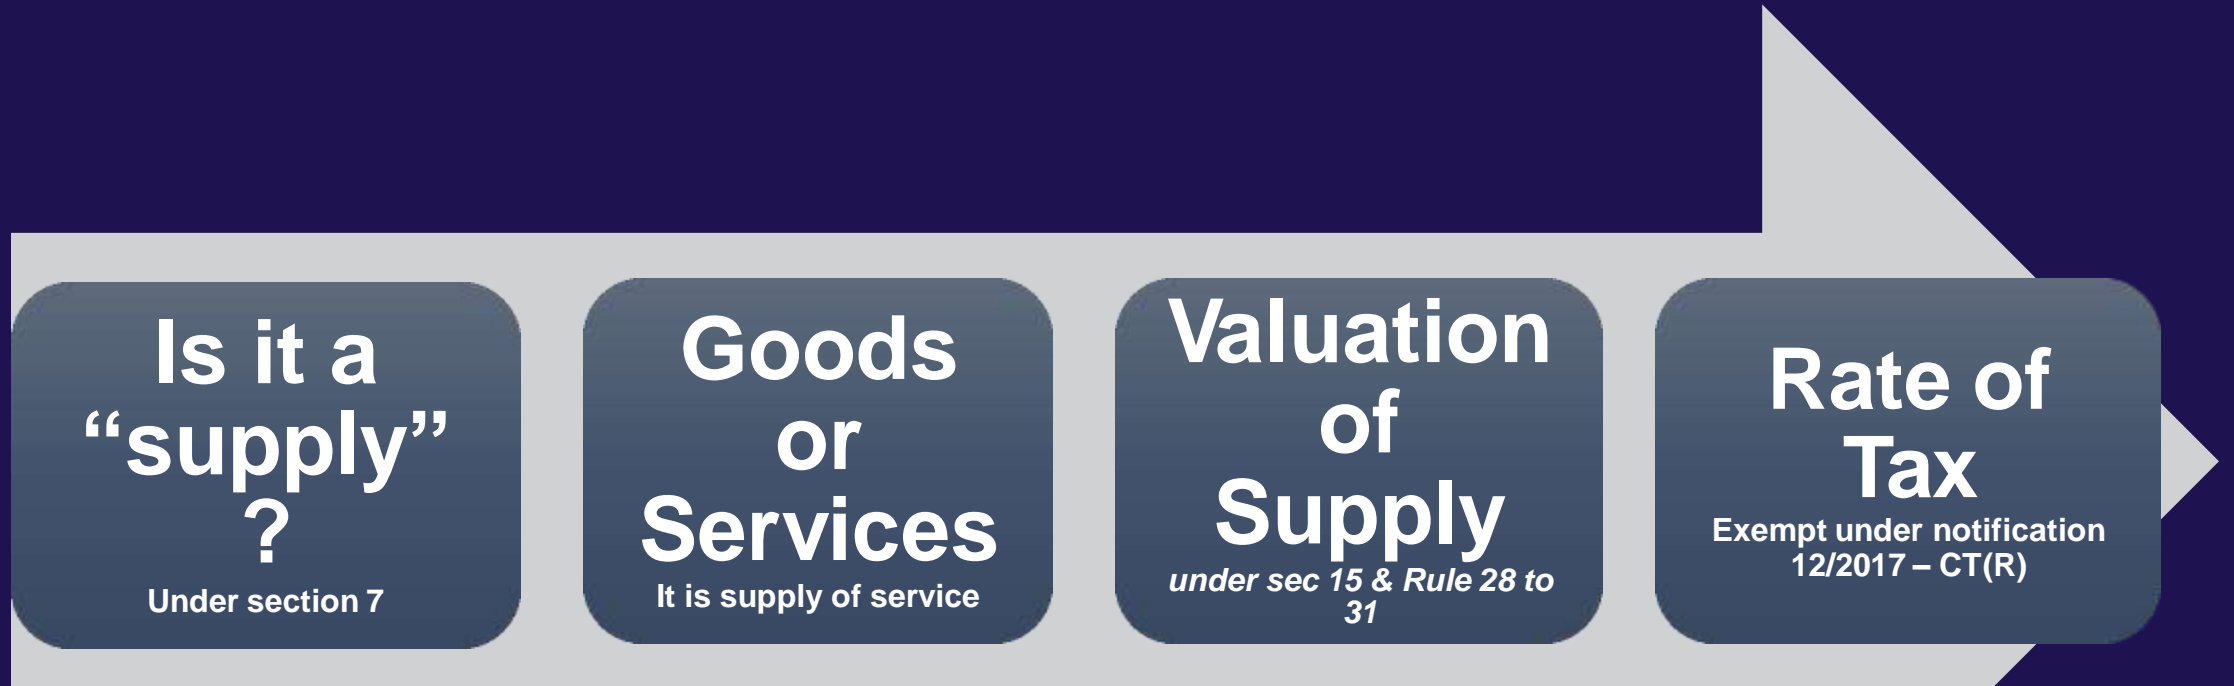 Is it a
“supply”
?
Under section 7
Goods
or
Services
It is supply of service
Valuation
of
Supply
under sec 15 & Rule 28 to
31
Rate of
Tax
Exempt under notification
12/2017 – CT(R)